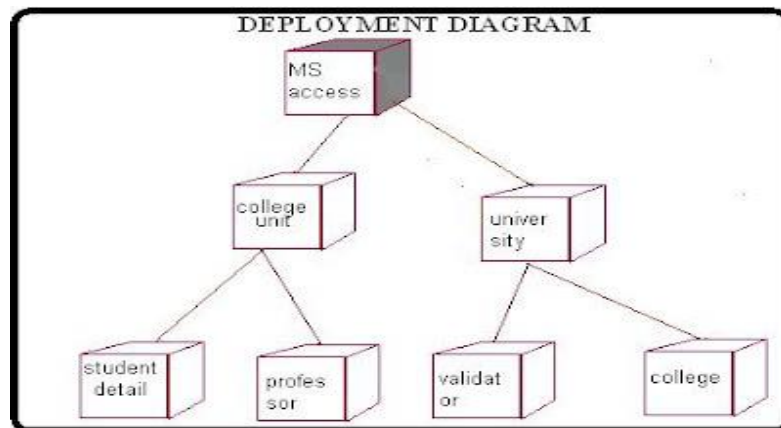 DEPLOYMENT DIAGRAM
MS
access
college
unit
univer
sity
student
detail
profes
sor
validat
or
college